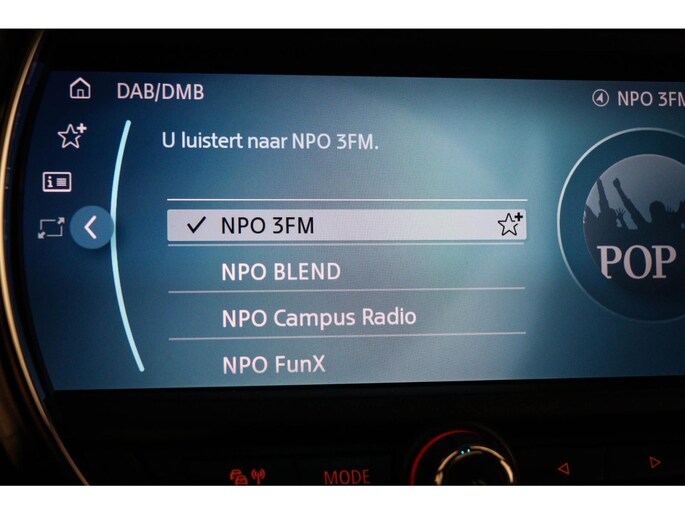 DAB/DMB
NPO 3FM
U luistert naar NPO 3FM.
NPO 3FM
NPO BLEND
NPO Campus Radio
NPO FunX
POP
MODE